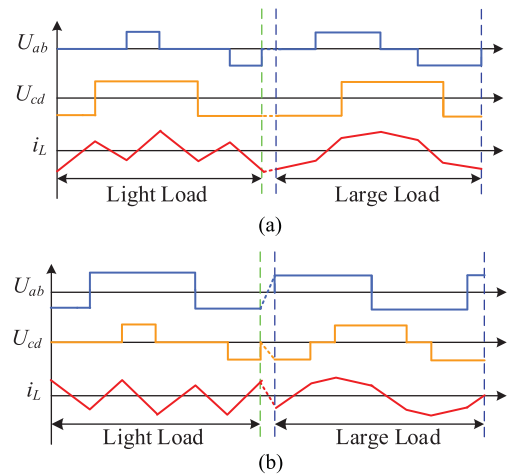 U_ab
U_cd
i_L
Light Load
Large Load
(a)
U_ab
U_cd
i_L
Light Load
Large Load
(b)